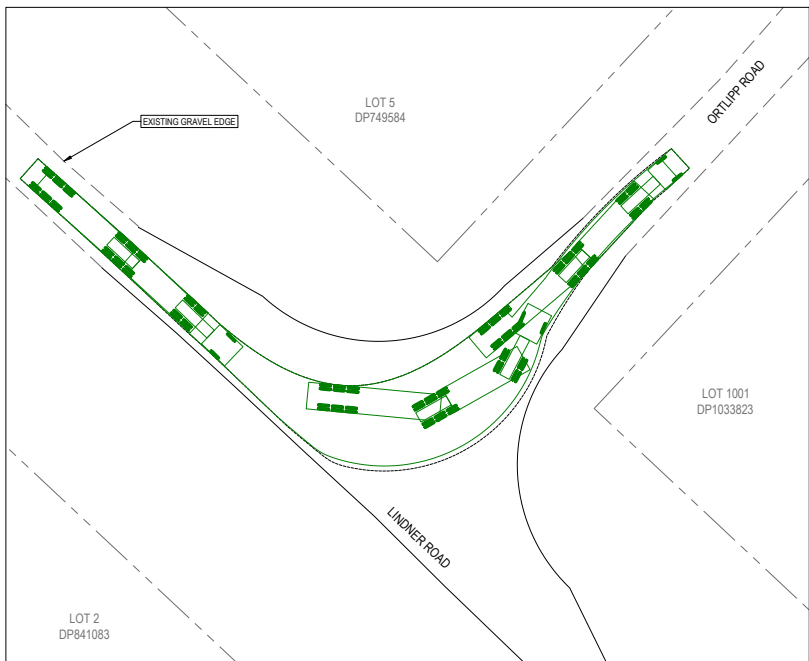 ORTLIPP ROAD
LOT 5
DP749584
EXISTING GRAVEL EDGE
LOT 1001
DP1033823
LINDNER ROAD
LOT 2
DP841083